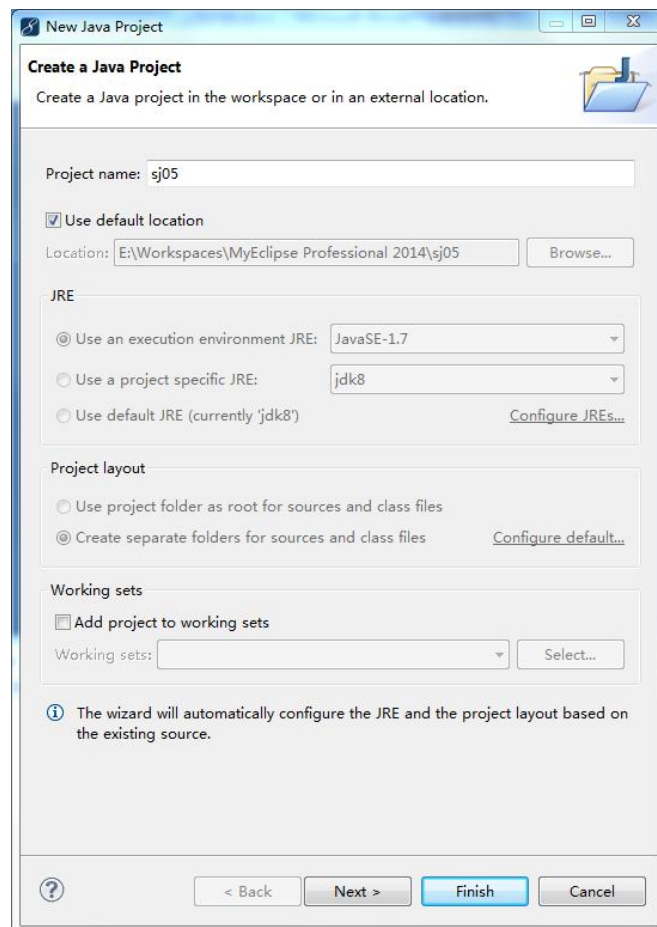 New Java Project
Create a Java Project
Create a Java project in the workspace or in an external location.
Project name: sj05
Use default location
Location: E:\Workspaces\MyEclipse Professional 2014\sj05 Browse...
JRE
Use an execution environment JRE: JavaSE-1.7
Use a project specific JRE: jdk8
Use default JRE (currently 'jdk8') Configure JREs...
Project layout
Use project folder as root for sources and class files
Create separate folders for sources and class files Configure default...
Working sets
Add project to working sets
Working sets: Select...
The wizard will automatically configure the JRE and the project layout based on
the existing source.
< Back Next > Finish Cancel